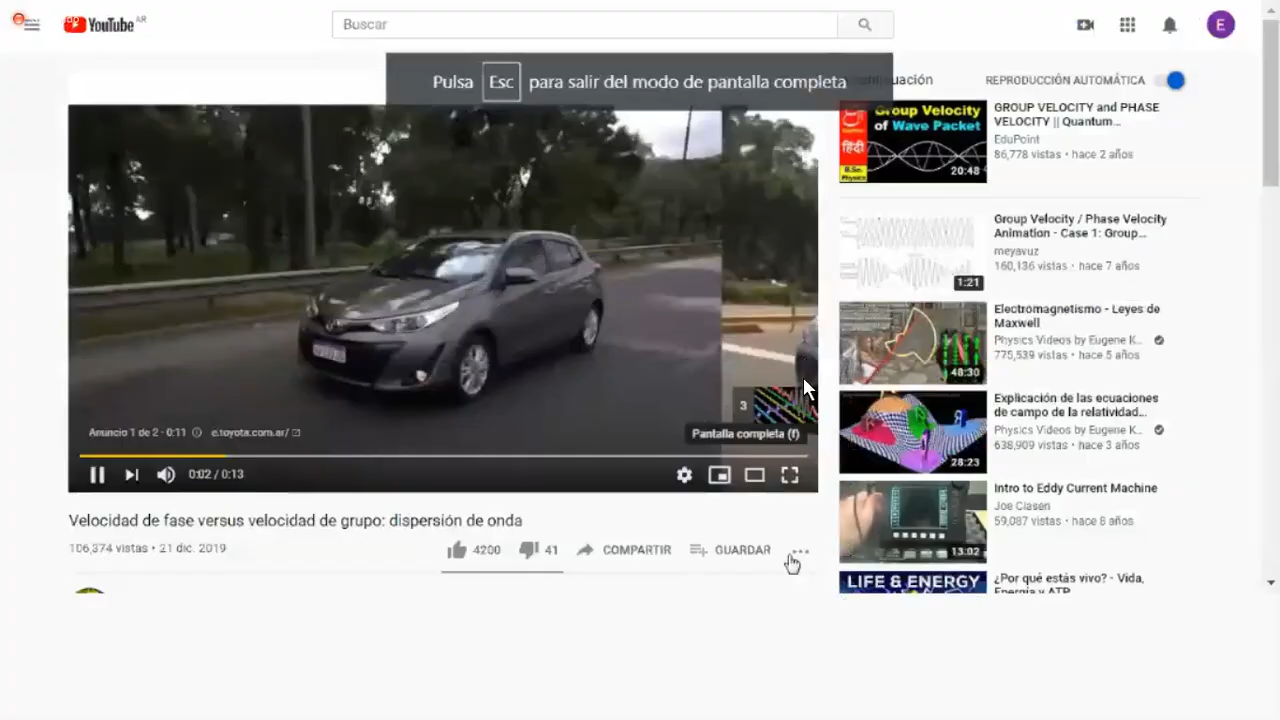 YouTube AR
Buscar
E
Pulsa Esc para salir del modo de pantalla completa
REPRODUCCIÓN AUTOMÁTICA
Group Velocity
of Wave Packet
हिंदी
B.Sc.
Physics
20:48
GROUP VELOCITY and PHASE
VELOCITY || Quantum...
EduPoint
86,778 vistas • hace 2 años
1:21
Group Velocity / Phase Velocity
Animation - Case 1: Group...
meyavuz
160,136 vistas • hace 7 años
48:30
Electromagnetismo - Leyes de
Maxwell
Physics Videos by Eugene K...
775,539 vistas • hace 5 años
28:23
Explicación de las ecuaciones
de campo de la relatividad...
Physics Videos by Eugene K...
638,909 vistas • hace 3 años
13:02
Intro to Eddy Current Machine
Joe Clasen
59,087 vistas • hace 8 años
LIFE & ENERGY
¿Por qué estás vivo? - Vida,
Energía y ATP
3
Anuncio 1 de 2 • 0:11 e.toyota.com.ar/
Pantalla completa (f)
0:02 / 0:13
Velocidad de fase versus velocidad de grupo: dispersión de onda
106,374 vistas • 21 dic. 2019
4200 41 COMPARTIR GUARDAR ...